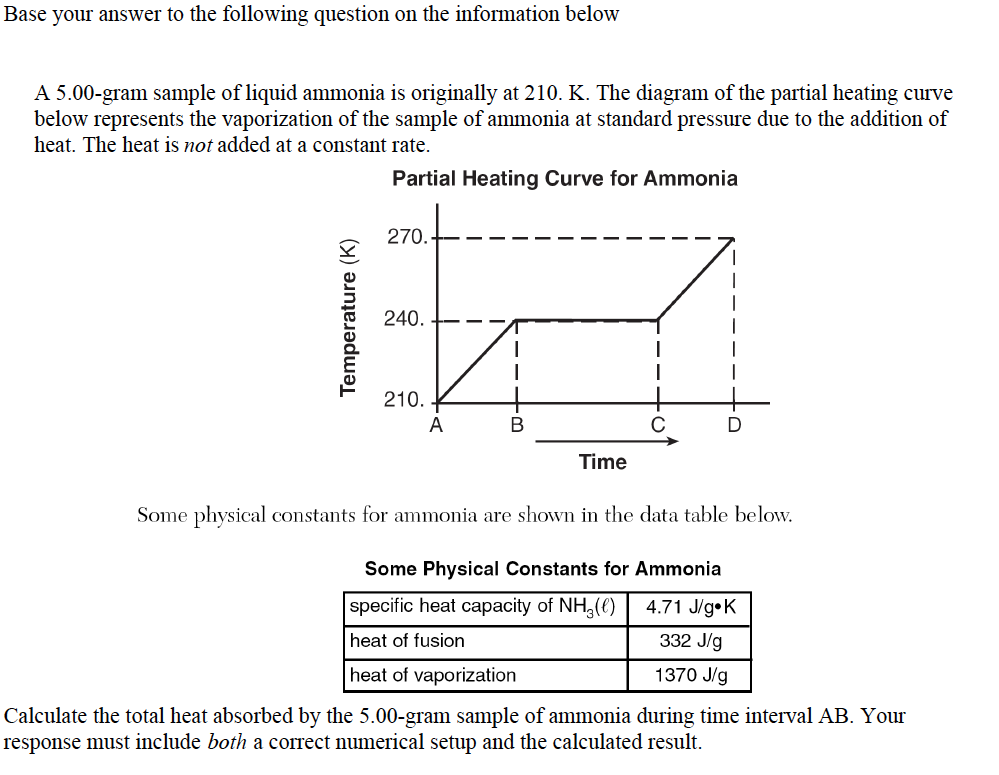 Base your answer to the following question on the information below
A 5.00-gram sample of liquid ammonia is originally at 210. K. The diagram of the partial heating curve
below represents the vaporization of the sample of ammonia at standard pressure due to the addition of
heat. The heat is not added at a constant rate.
Partial Heating Curve for Ammonia
Temperature (K)
270.
240.
210.
A B C D
Time
Some physical constants for ammonia are shown in the data table below.
Some Physical Constants for Ammonia
specific heat capacity of NH₃(ℓ) 4.71 J/g•K
heat of fusion 332 J/g
heat of vaporization 1370 J/g
Calculate the total heat absorbed by the 5.00-gram sample of ammonia during time interval AB. Your
response must include both a correct numerical setup and the calculated result.